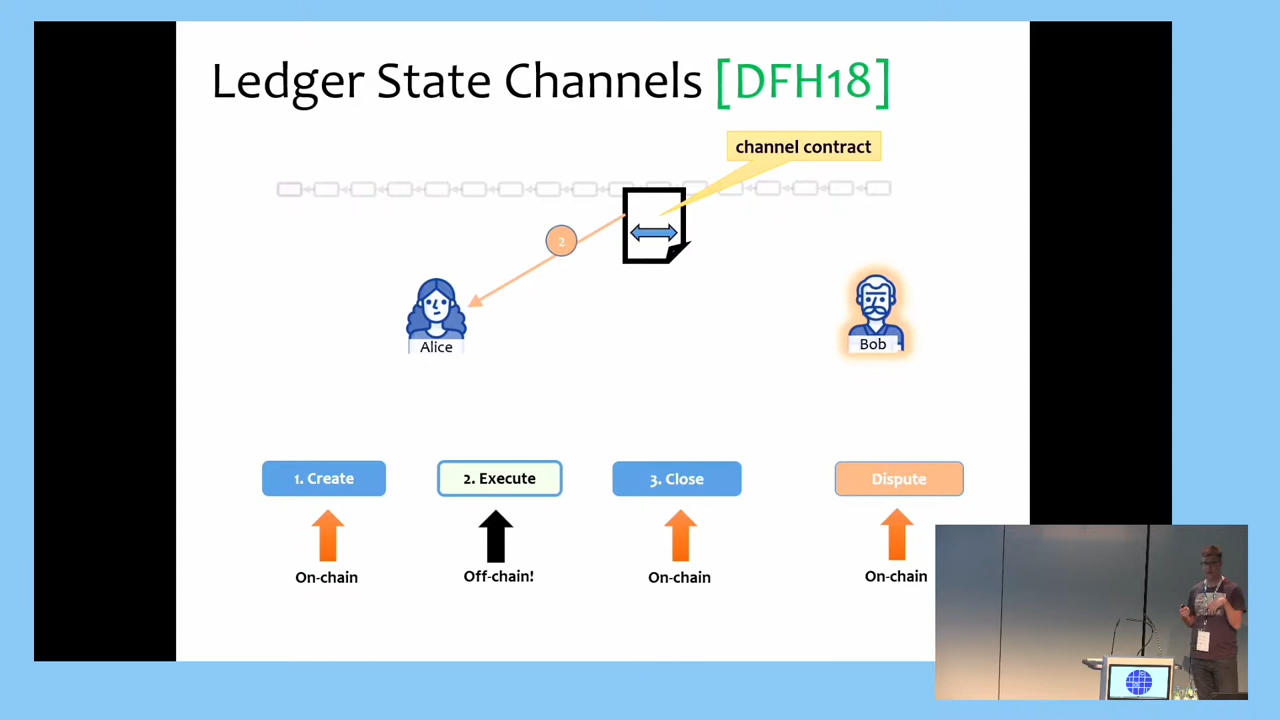 Ledger State Channels [DFH18]
channel contract
2
Alice
Bob
1. Create
2. Execute
3. Close
Dispute
On-chain
Off-chain!
On-chain
On-chain